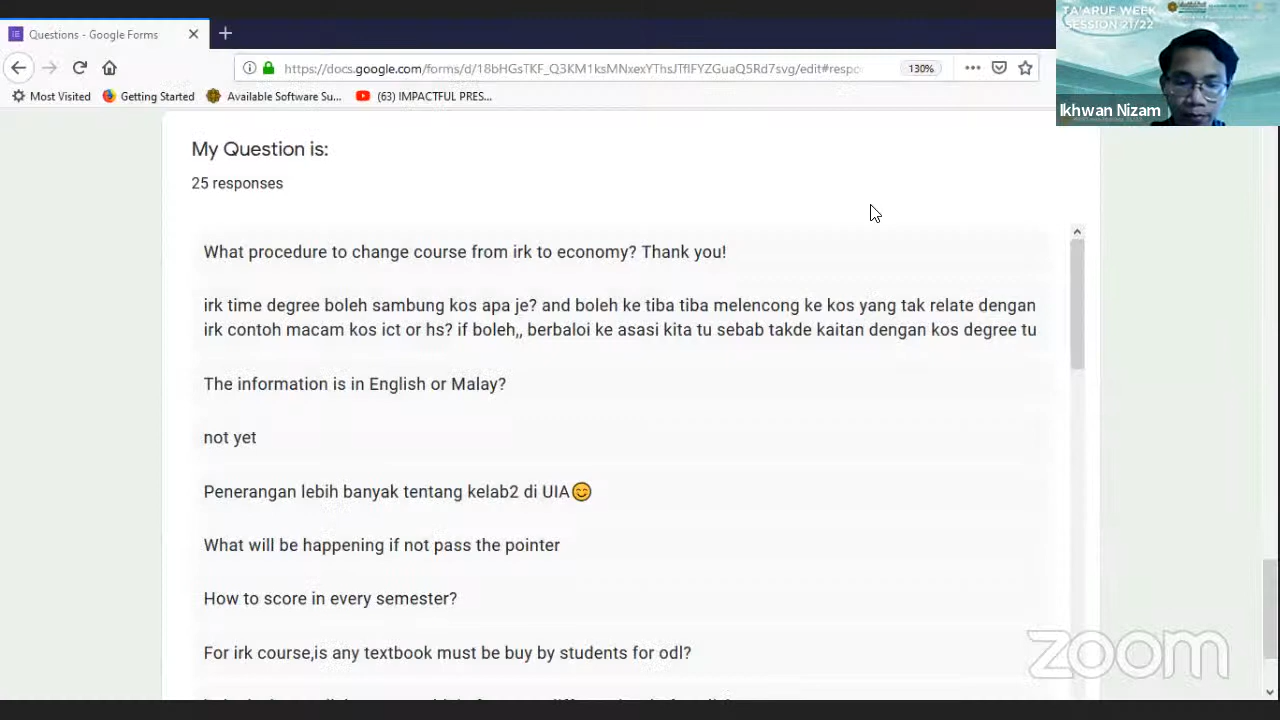 Questions - Google Forms
https://docs.google.com/forms/d/18bHGsTKF_Q3KM1ksMNxexYThsJTflFYZGuaQ5Rd7svg/edit#respo
130%
Most Visited
Getting Started
Available Software Su...
(63) IMPACTFUL PRES...
TA'ARUF WEEK
SESSION 21/22
Ikhwan Nizam
My Question is:
25 responses
What procedure to change course from irk to economy? Thank you!
irk time degree boleh sambung kos apa je? and boleh ke tiba tiba melencong ke kos yang tak relate dengan
irk contoh macam kos ict or hs? if boleh,, berbaloi ke asasi kita tu sebab takde kaitan dengan kos degree tu
The information is in English or Malay?
not yet
Penerangan lebih banyak tentang kelab2 di UIA😊
What will be happening if not pass the pointer
How to score in every semester?
For irk course,is any textbook must be buy by students for odl?
zoom